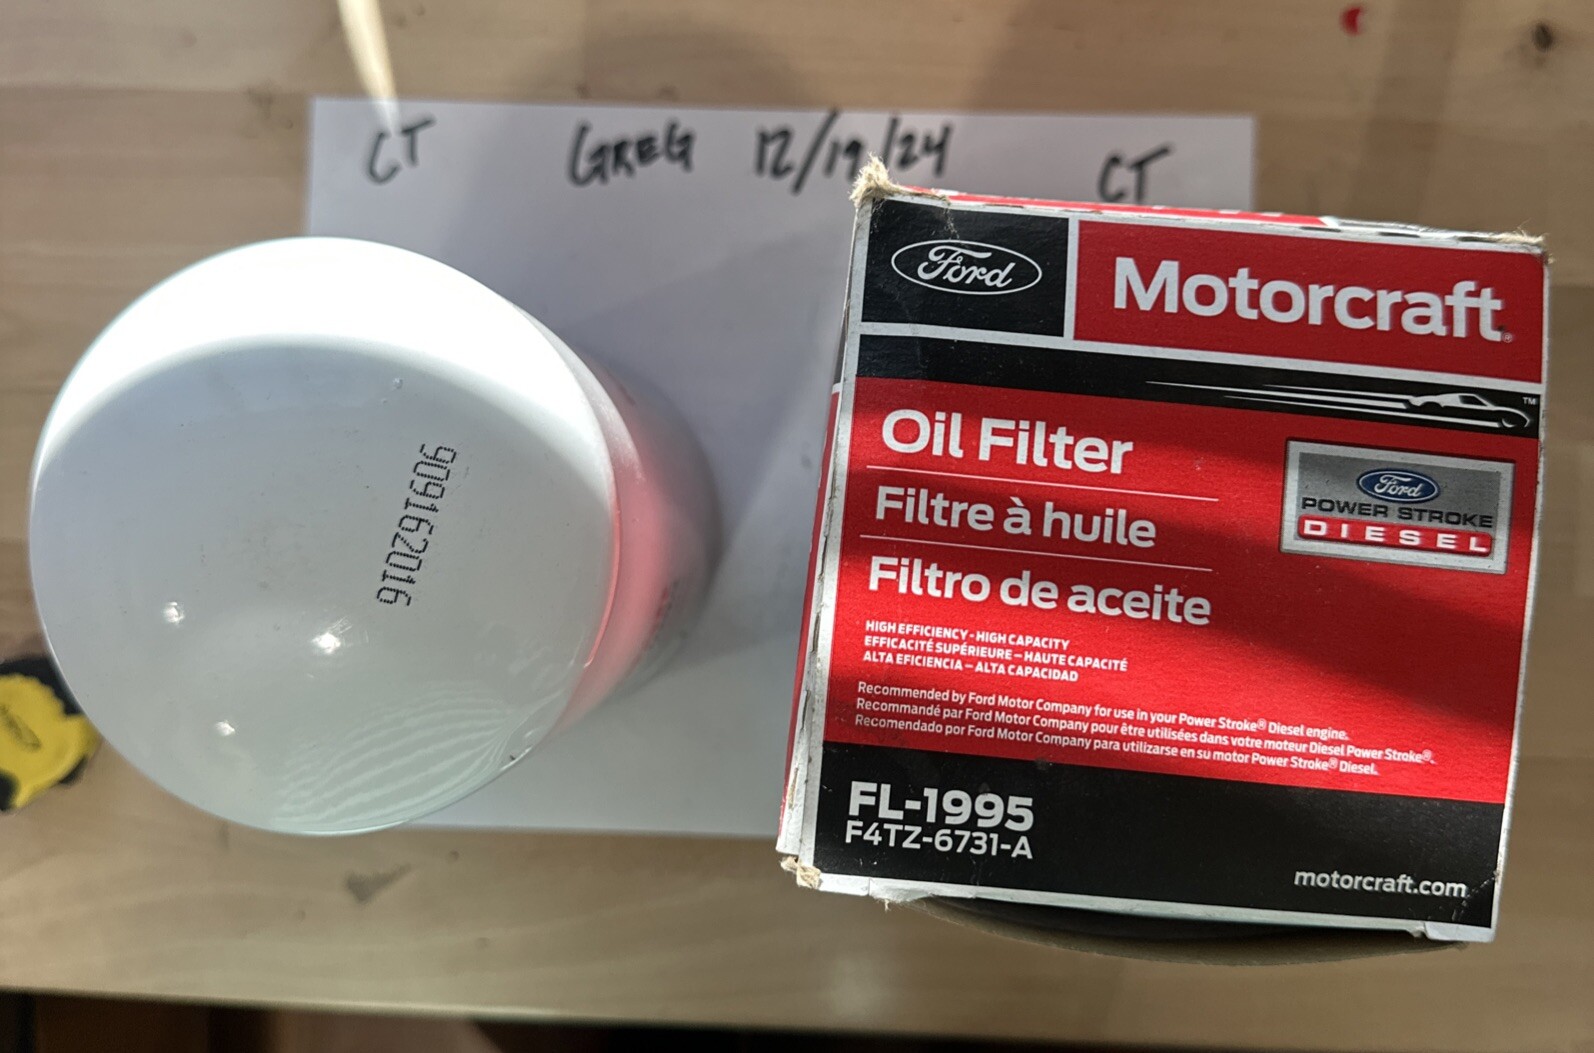 CT GREG 12/19/24 CT
909162016
Ford Motorcraft®
TM
Oil Filter
Filtre à huile
Filtro de aceite
Ford
POWER STROKE
DIESEL
HIGH EFFICIENCY - HIGH CAPACITY
EFFICACITÉ SUPÉRIEURE – HAUTE CAPACITÉ
ALTA EFICIENCIA – ALTA CAPACIDAD
Recommended by Ford Motor Company for use in your Power Stroke® Diesel engine.
Recommandé par Ford Motor Company pour être utilisées dans votre moteur Diesel Power Stroke®.
Recomendado por Ford Motor Company para utilizarse en su motor Power Stroke® Diesel.
FL-1995
F4TZ-6731-A
motorcraft.com